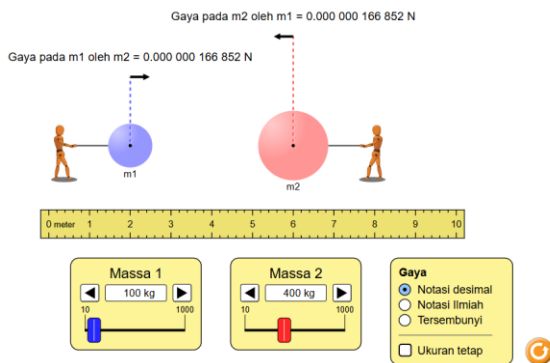 Gaya pada m2 oleh m1 = 0.000 000 166 852 N
Gaya pada m1 oleh m2 = 0.000 000 166 852 N
m1
m2
0 meter 1 2 3 4 5 6 7 8 9 10
Massa 1
100 kg
10 1000
Massa 2
400 kg
10 1000
Gaya
Notasi desimal
Notasi Ilmiah
Tersembunyi
Ukuran tetap